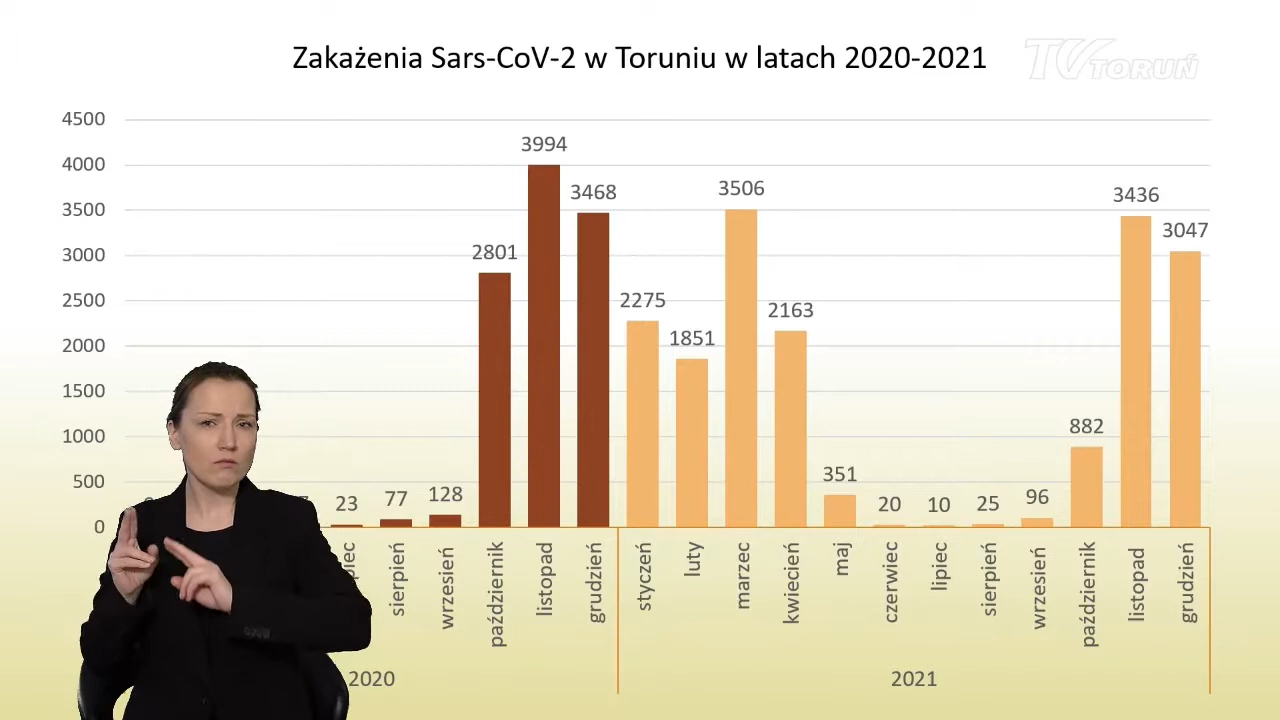 Zakażenia Sars-CoV-2 w Toruniu w latach 2020-2021
TV TORUŃ
4500
4000
3500
3000
2500
2000
1500
1000
500
0
23
77
128
2801
3994
3468
2275
1851
3506
2163
351
20
10
25
96
882
3436
3047
sierpień
wrzesień
październik
listopad
grudzień
styczeń
luty
marzec
kwiecień
maj
czerwiec
lipiec
sierpień
wrzesień
październik
listopad
grudzień
2020
2021